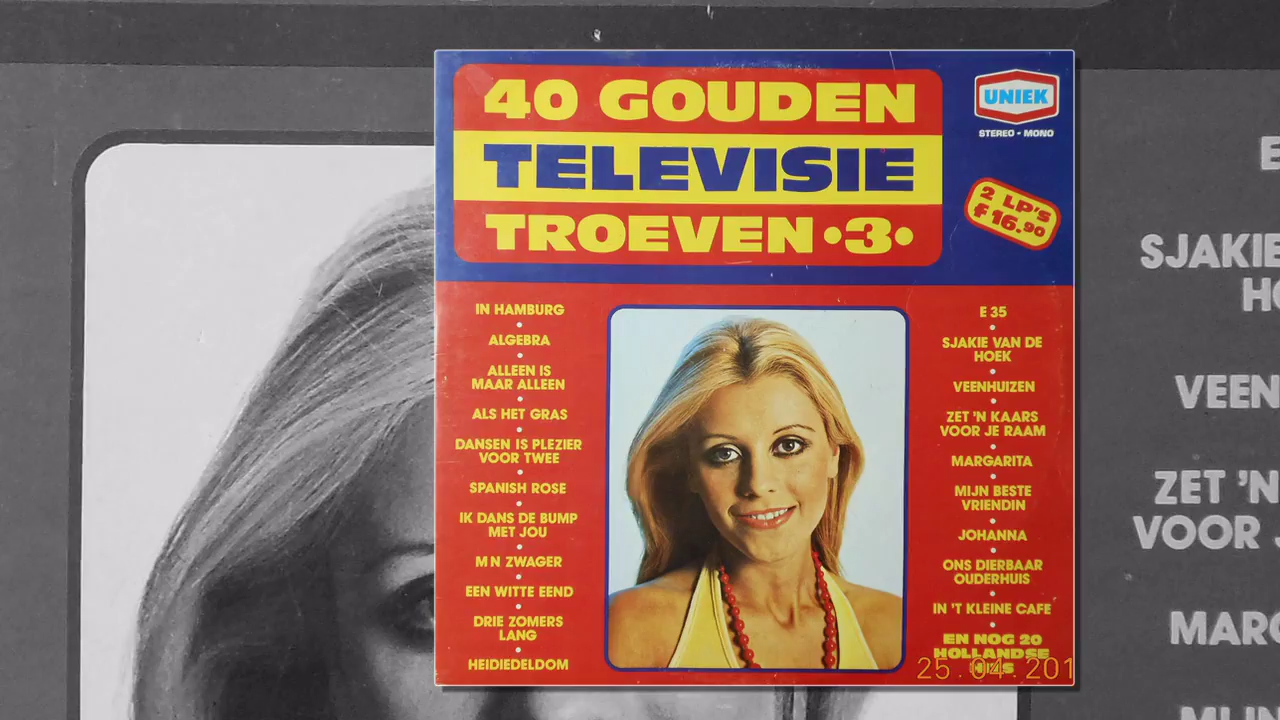 40 GOUDEN
TELEVISIE
TROEVEN •3•
UNIEK
STEREO - MONO
2 LP's
f 16.90
IN HAMBURG
ALGEBRA
ALLEEN IS
MAAR ALLEEN
ALS HET GRAS
DANSEN IS PLEZIER
VOOR TWEE
SPANISH ROSE
IK DANS DE BUMP
MET JOU
M N ZWAGER
EEN WITTE EEND
DRIE ZOMERS
LANG
HEIDIEDELDOM
E 35
SJAKIE VAN DE
HOEK
VEENHUIZEN
ZET 'N KAARS
VOOR JE RAAM
MARGARITA
MIJN BESTE
VRIENDIN
JOHANNA
ONS DIERBAAR
OUDERHUIS
IN 'T KLEINE CAFE
EN NOG 20
HOLLANDSE
25.04.201
E
SJAKIE
HO
VEEN
ZET 'N
VOOR
MARG
MIJN